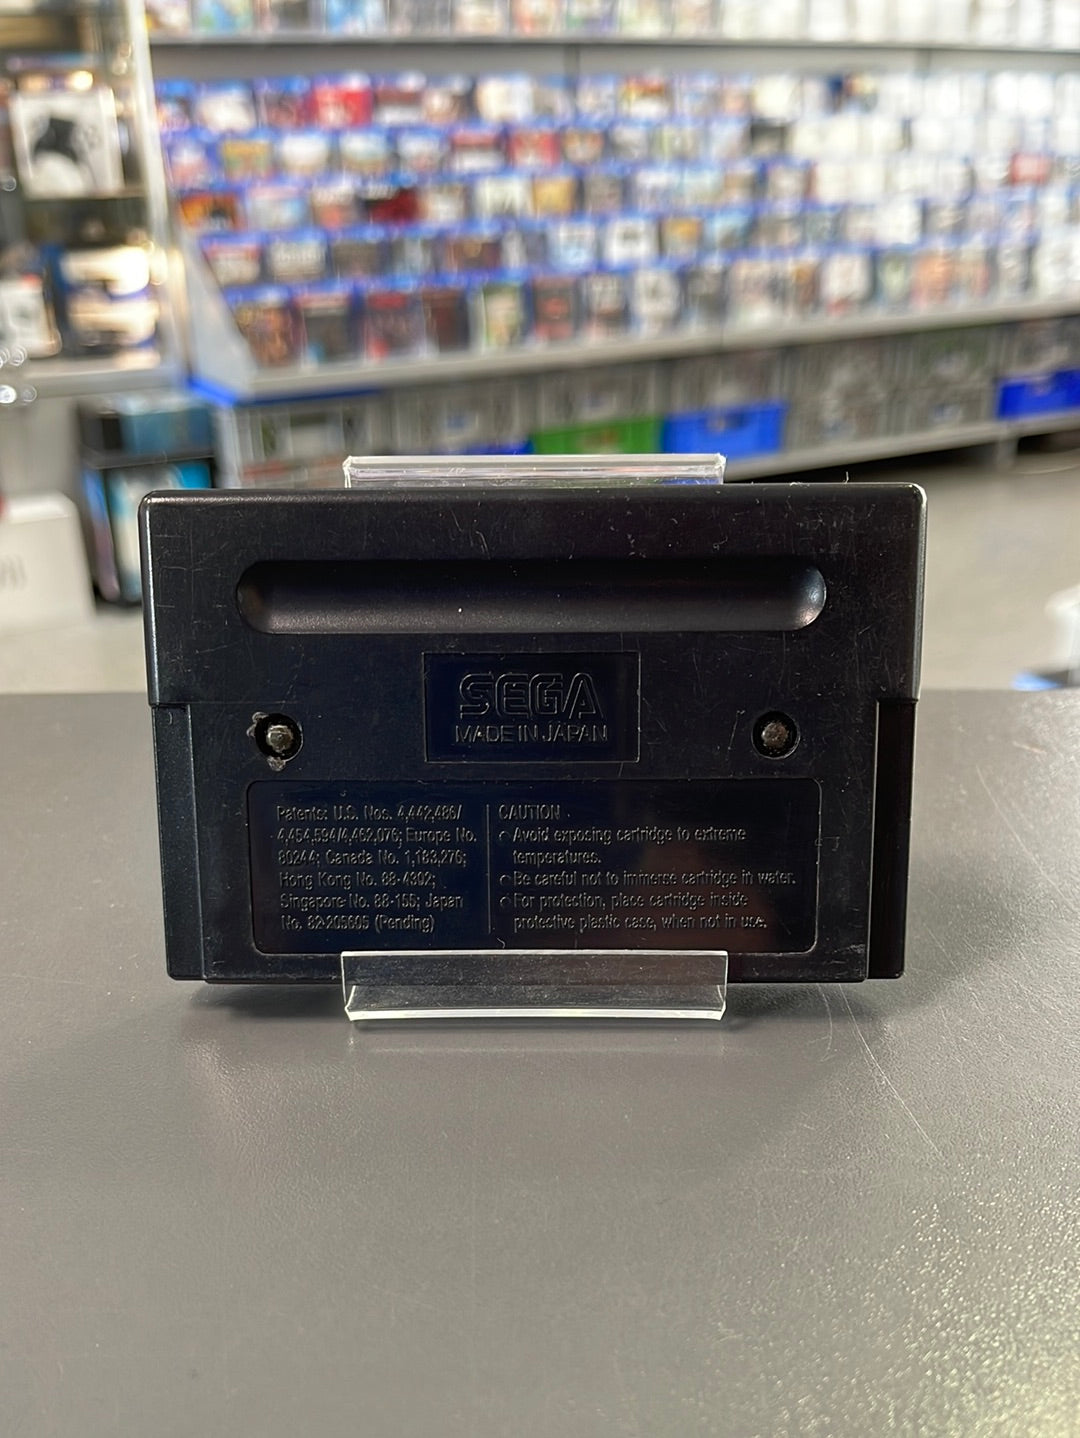 SEGA
MADE IN JAPAN
Patents: U.S. Nos. 4,442,486/
4,454,594/4,462,076; Europe No.
80244; Canada No. 1,183,276;
Hong Kong No. 88-4302;
Singapore No. 88-155; Japan
No. 82-205605 (Pending)
CAUTION
• Avoid exposing cartridge to extreme
temperatures.
• Be careful not to immerse cartridge in water.
• For protection, place cartridge inside
protective plastic case, when not in use.